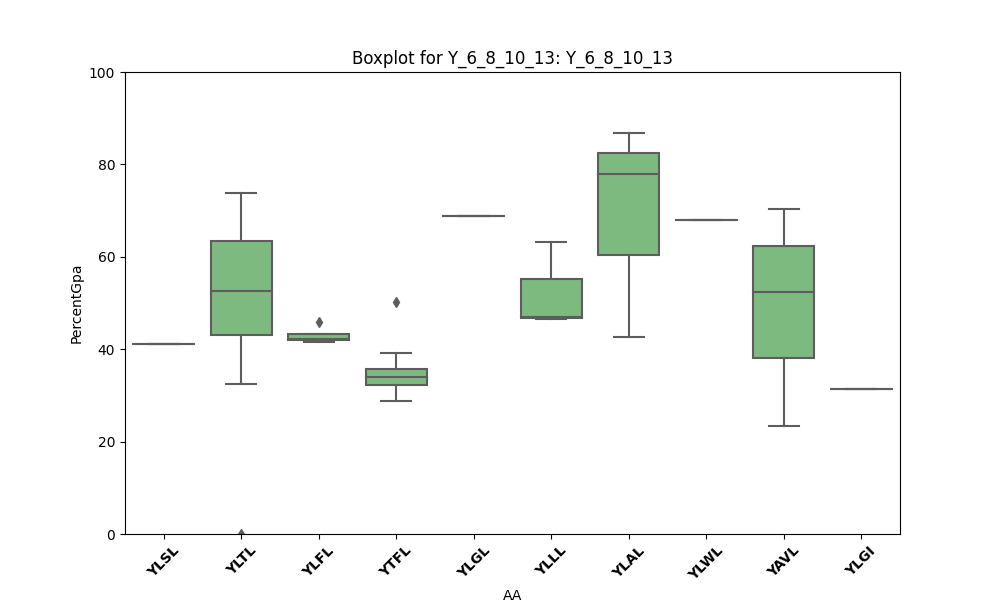 Boxplot for Y_6_8_10_13: Y_6_8_10_13
100
80
60
40
20
0
PercentGpa
YLSL YLTL YLFL YTFL YLGL YLLL YLAL YLWL YAVL YLGI
AA